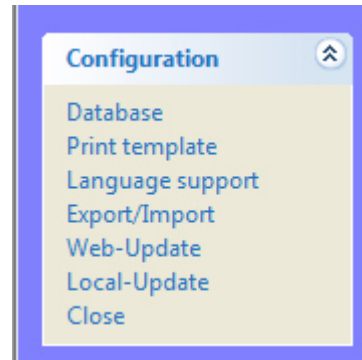 Configuration
Database
Print template
Language support
Export/Import
Web-Update
Local-Update
Close